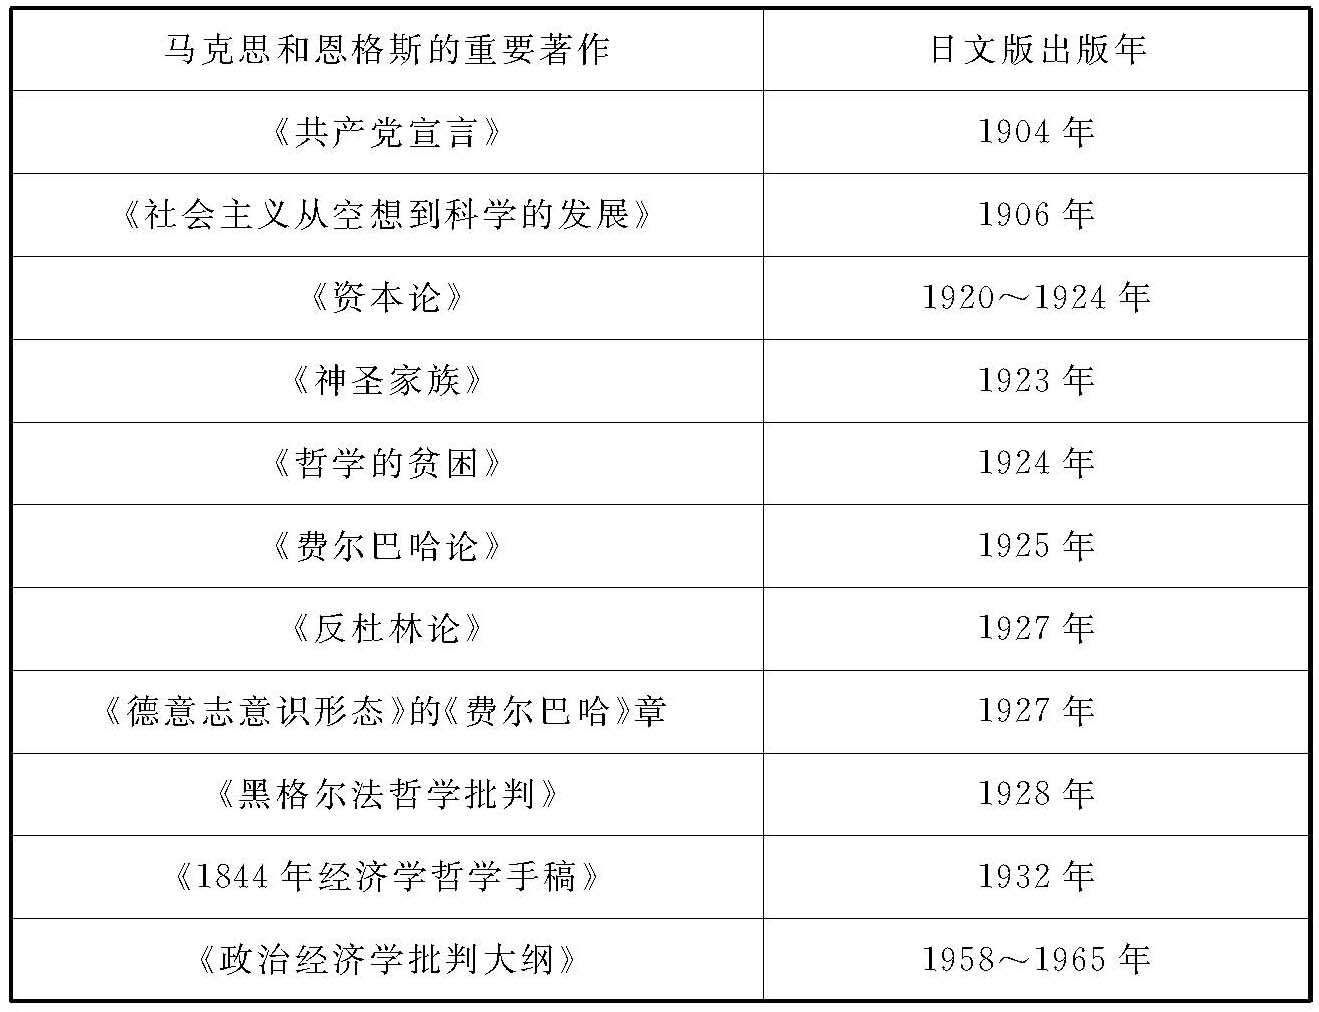 马克思和恩格斯的重要著作 日文版出版年
《共产党宣言》 1904年
《社会主义从空想到科学的发展》 1906年
《资本论》 1920～1924年
《神圣家族》 1923年
《哲学的贫困》 1924年
《费尔巴哈论》 1925年
《反杜林论》 1927年
《德意志意识形态》的《费尔巴哈》章 1927年
《黑格尔法哲学批判》 1928年
《1844年经济学哲学手稿》 1932年
《政治经济学批判大纲》 1958～1965年